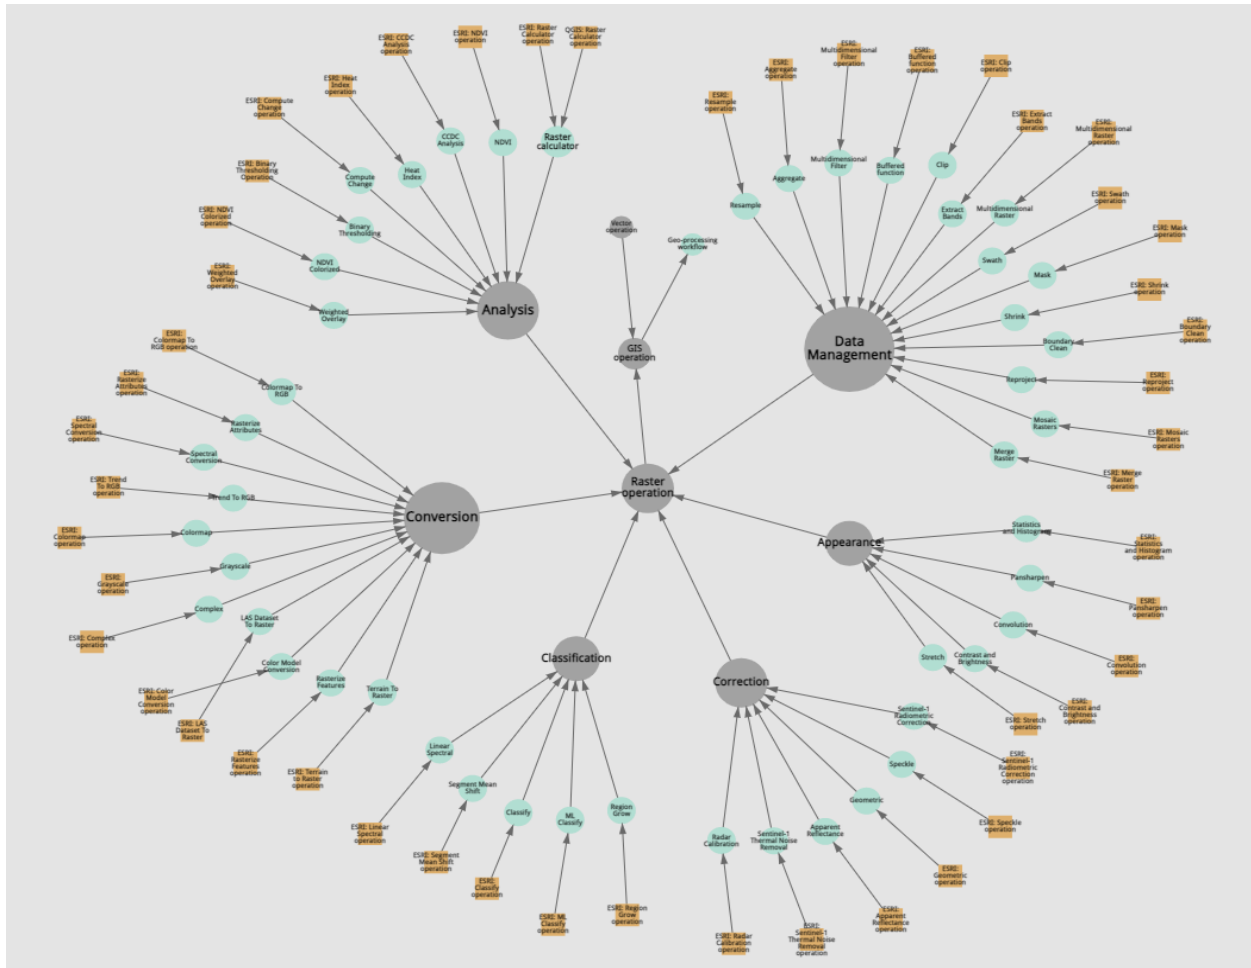 ESRI: CCDC
Analysis
operation
ESRI: NDVI
operation
ESRI: Raster
Calculator
operation
QGIS: Raster
Calculator
operation
ESRI: Heat
Index
operation
ESRI: Compute
Change
operation
ESRI: Binary
Thresholding
Operation
ESRI: NDVI
Colorized
operation
ESRI:
Weighted
Overlay
operation
CCDC
Analysis
NDVI
Raster
calculator
Heat
Index
Compute
Change
Binary
Thresholding
NDVI
Colorized
Weighted
Overlay
Analysis
Vector
operation
Geo-processing
workflow
GIS
operation
ESRI:
Resample
operation
ESRI:
Aggregate
operation
ESRI:
Multidimensional
Filter
operation
ESRI:
Buffered
function
operation
ESRI: Clip
operation
ESRI: Extract
Bands
operation
ESRI:
Multidimensional
Raster
operation
ESRI: Swath
operation
ESRI: Mask
operation
ESRI: Shrink
operation
ESRI:
Boundary
Clean
operation
ESRI:
Reproject
operation
ESRI: Mosaic
Rasters
operation
ESRI: Merge
Raster
operation
Resample
Aggregate
Multidimensional
Filter
Buffered
function
Clip
Extract
Bands
Multidimensional
Raster
Swath
Mask
Shrink
Boundary
Clean
Reproject
Mosaic
Rasters
Merge
Raster
Data
Management
ESRI:
Colormap To
RGB operation
ESRI:
Rasterize
Attributes
operation
ESRI:
Spectral
Conversion
operation
ESRI: Trend
To RGB
operation
ESRI:
Colormap
operation
ESRI:
Grayscale
operation
ESRI: Complex
operation
ESRI: Color
Model
Conversion
operation
ESRI: LAS
Dataset To
Raster
ESRI:
Rasterize
Features
operation
ESRI: Terrain
to Raster
operation
Colormap To
RGB
Rasterize
Attributes
Spectral
Conversion
Trend To RGB
Colormap
Grayscale
Complex
LAS Dataset To
Raster
Color Model
Conversion
Rasterize
Features
Terrain To
Raster
Conversion
Raster
operation
Appearance
Statistics
and Histogram
Pansharpen
Convolution
Contrast and
Brightness
Stretch
ESRI:
Statistics
and Histogram
operation
ESRI:
Pansharpen
operation
ESRI:
Convolution
operation
ESRI:
Contrast and
Brightness
operation
ESRI: Stretch
operation
Classification
Linear
Spectral
Segment Mean
Shift
Classify
ML
Classify
Region
Grow
ESRI: Linear
Spectral
operation
ESRI: Segment
Mean Shift
operation
ESRI:
Classify
operation
ESRI: ML
Classify
operation
ESRI: Region
Grow
operation
Correction
Sentinel-1
Radiometric
Correction
Speckle
Geometric
Apparent
Reflectance
Sentinel-1
Thermal Noise
Removal
Radar
Calibration
ESRI:
Sentinel-1
Radiometric
Correction
operation
ESRI: Speckle
operation
ESRI:
Geometric
operation
ESRI:
Apparent
Reflectance
operation
ESRI:
Sentinel-1
Thermal Noise
Removal
operation
ESRI: Radar
Calibration
operation